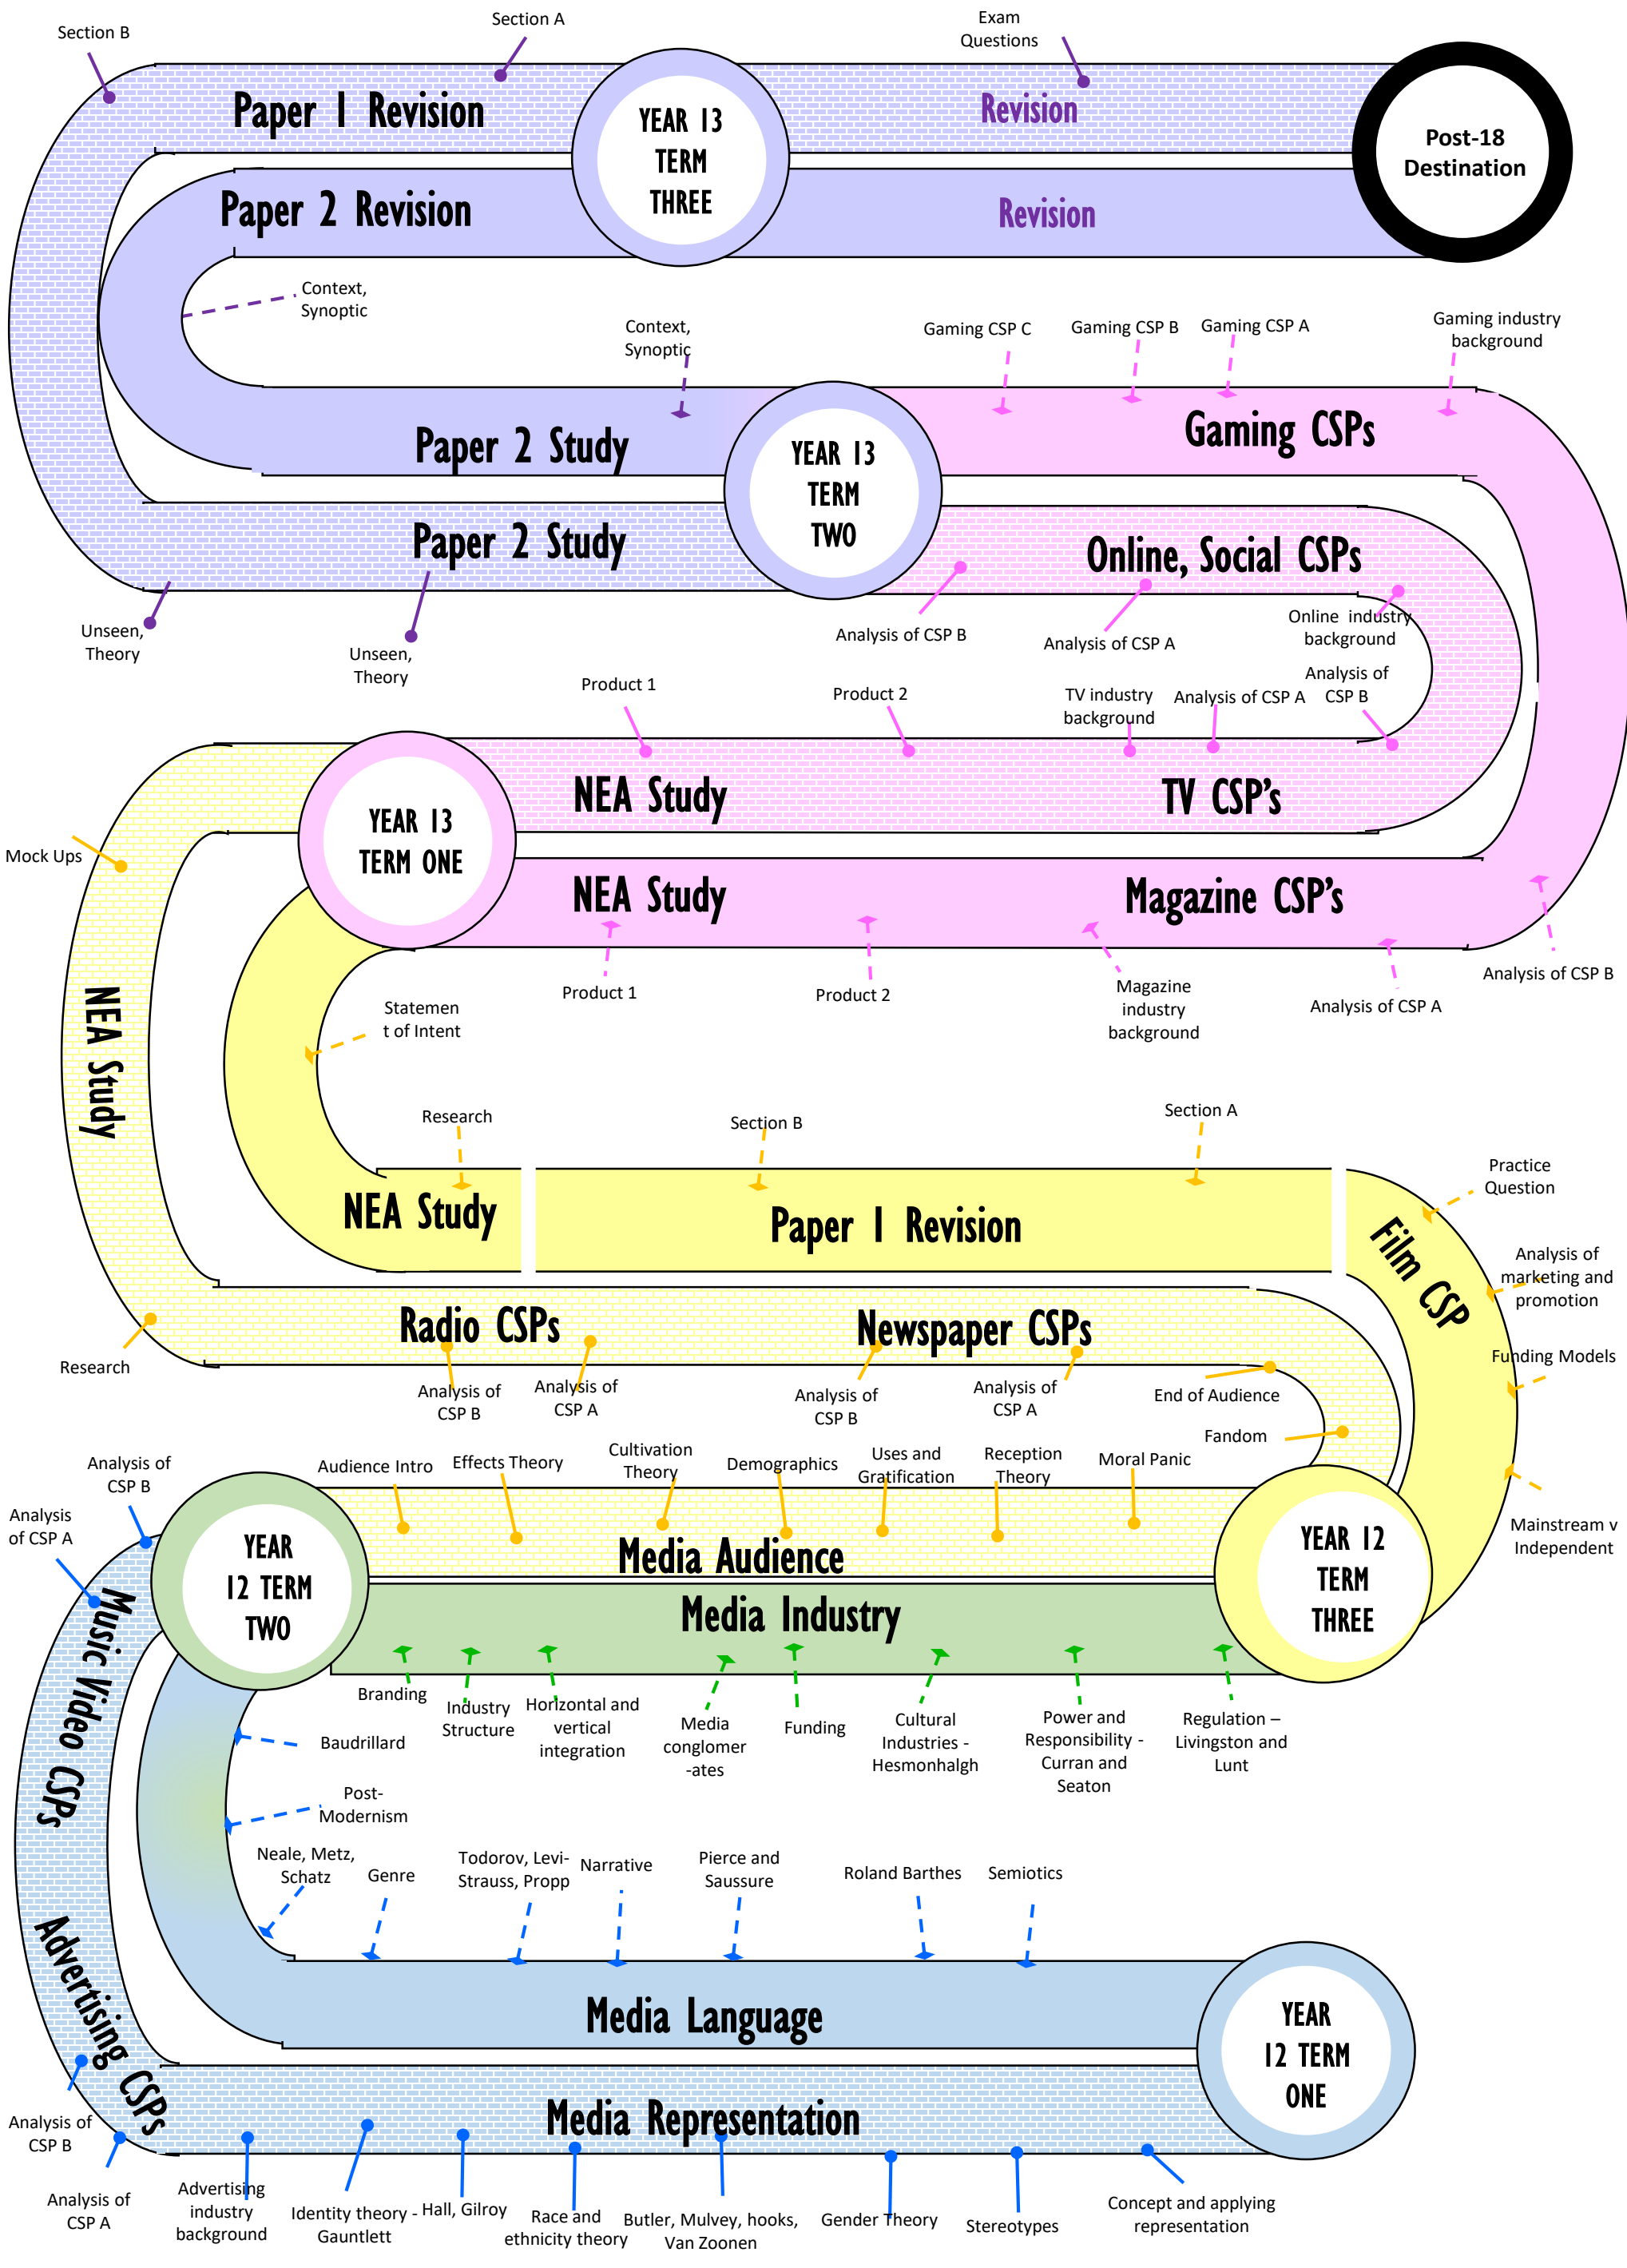 Section B
Section A
Exam
Questions
Paper 1 Revision
YEAR 13
TERM
THREE
Revision
Post-18
Destination
Paper 2 Revision
Revision
Context,
Synoptic
Context,
Synoptic
Gaming CSP C
Gaming CSP B
Gaming CSP A
Gaming industry
background
Paper 2 Study
YEAR 13
TERM
TWO
Gaming CSPs
Paper 2 Study
Online, Social CSPs
Unseen,
Theory
Unseen,
Theory
Analysis of CSP B
Analysis of CSP A
Online industry
background
Product 1
Product 2
TV industry
background
Analysis of CSP A
Analysis of
CSP B
YEAR 13
TERM ONE
NEA Study
TV CSP's
Mock Ups
NEA Study
Magazine CSP's
Product 1
Product 2
Magazine
industry
background
Analysis of CSP A
Analysis of CSP B
NEA Study
Statemen
t of Intent
Research
Section B
Section A
Practice
Question
NEA Study
Paper 1 Revision
Film CSP
Analysis of
marketing and
promotion
Radio CSPs
Newspaper CSPs
Research
Funding Models
Analysis of
CSP B
Analysis of
CSP A
Analysis of
CSP B
Analysis of
CSP A
End of Audience
Fandom
Analysis of
CSP B
Audience Intro
Effects Theory
Cultivation
Theory
Demographics
Uses and
Gratification
Reception
Theory
Moral Panic
Analysis
of CSP A
YEAR
12 TERM
TWO
Media Audience
YEAR 12
TERM
THREE
Mainstream v
Independent
Media Industry
Music Video CSPs
Branding
Industry
Structure
Horizontal and
vertical
integration
Media
conglomer
-ates
Funding
Cultural
Industries -
Hesmonhalgh
Power and
Responsibility -
Curran and
Seaton
Regulation –
Livingston and
Lunt
Baudrillard
Post-
Modernism
Neale, Metz,
Schatz
Genre
Todorov, Levi-
Strauss, Propp
Narrative
Pierce and
Saussure
Roland Barthes
Semiotics
Advertising CSPs
Media Language
YEAR
12 TERM
ONE
Media Representation
Analysis of
CSP B
Analysis of
CSP A
Advertising
industry
background
Identity theory -
Gauntlett
Hall, Gilroy
Race and
ethnicity theory
Butler, Mulvey, hooks,
Van Zoonen
Gender Theory
Stereotypes
Concept and applying
representation